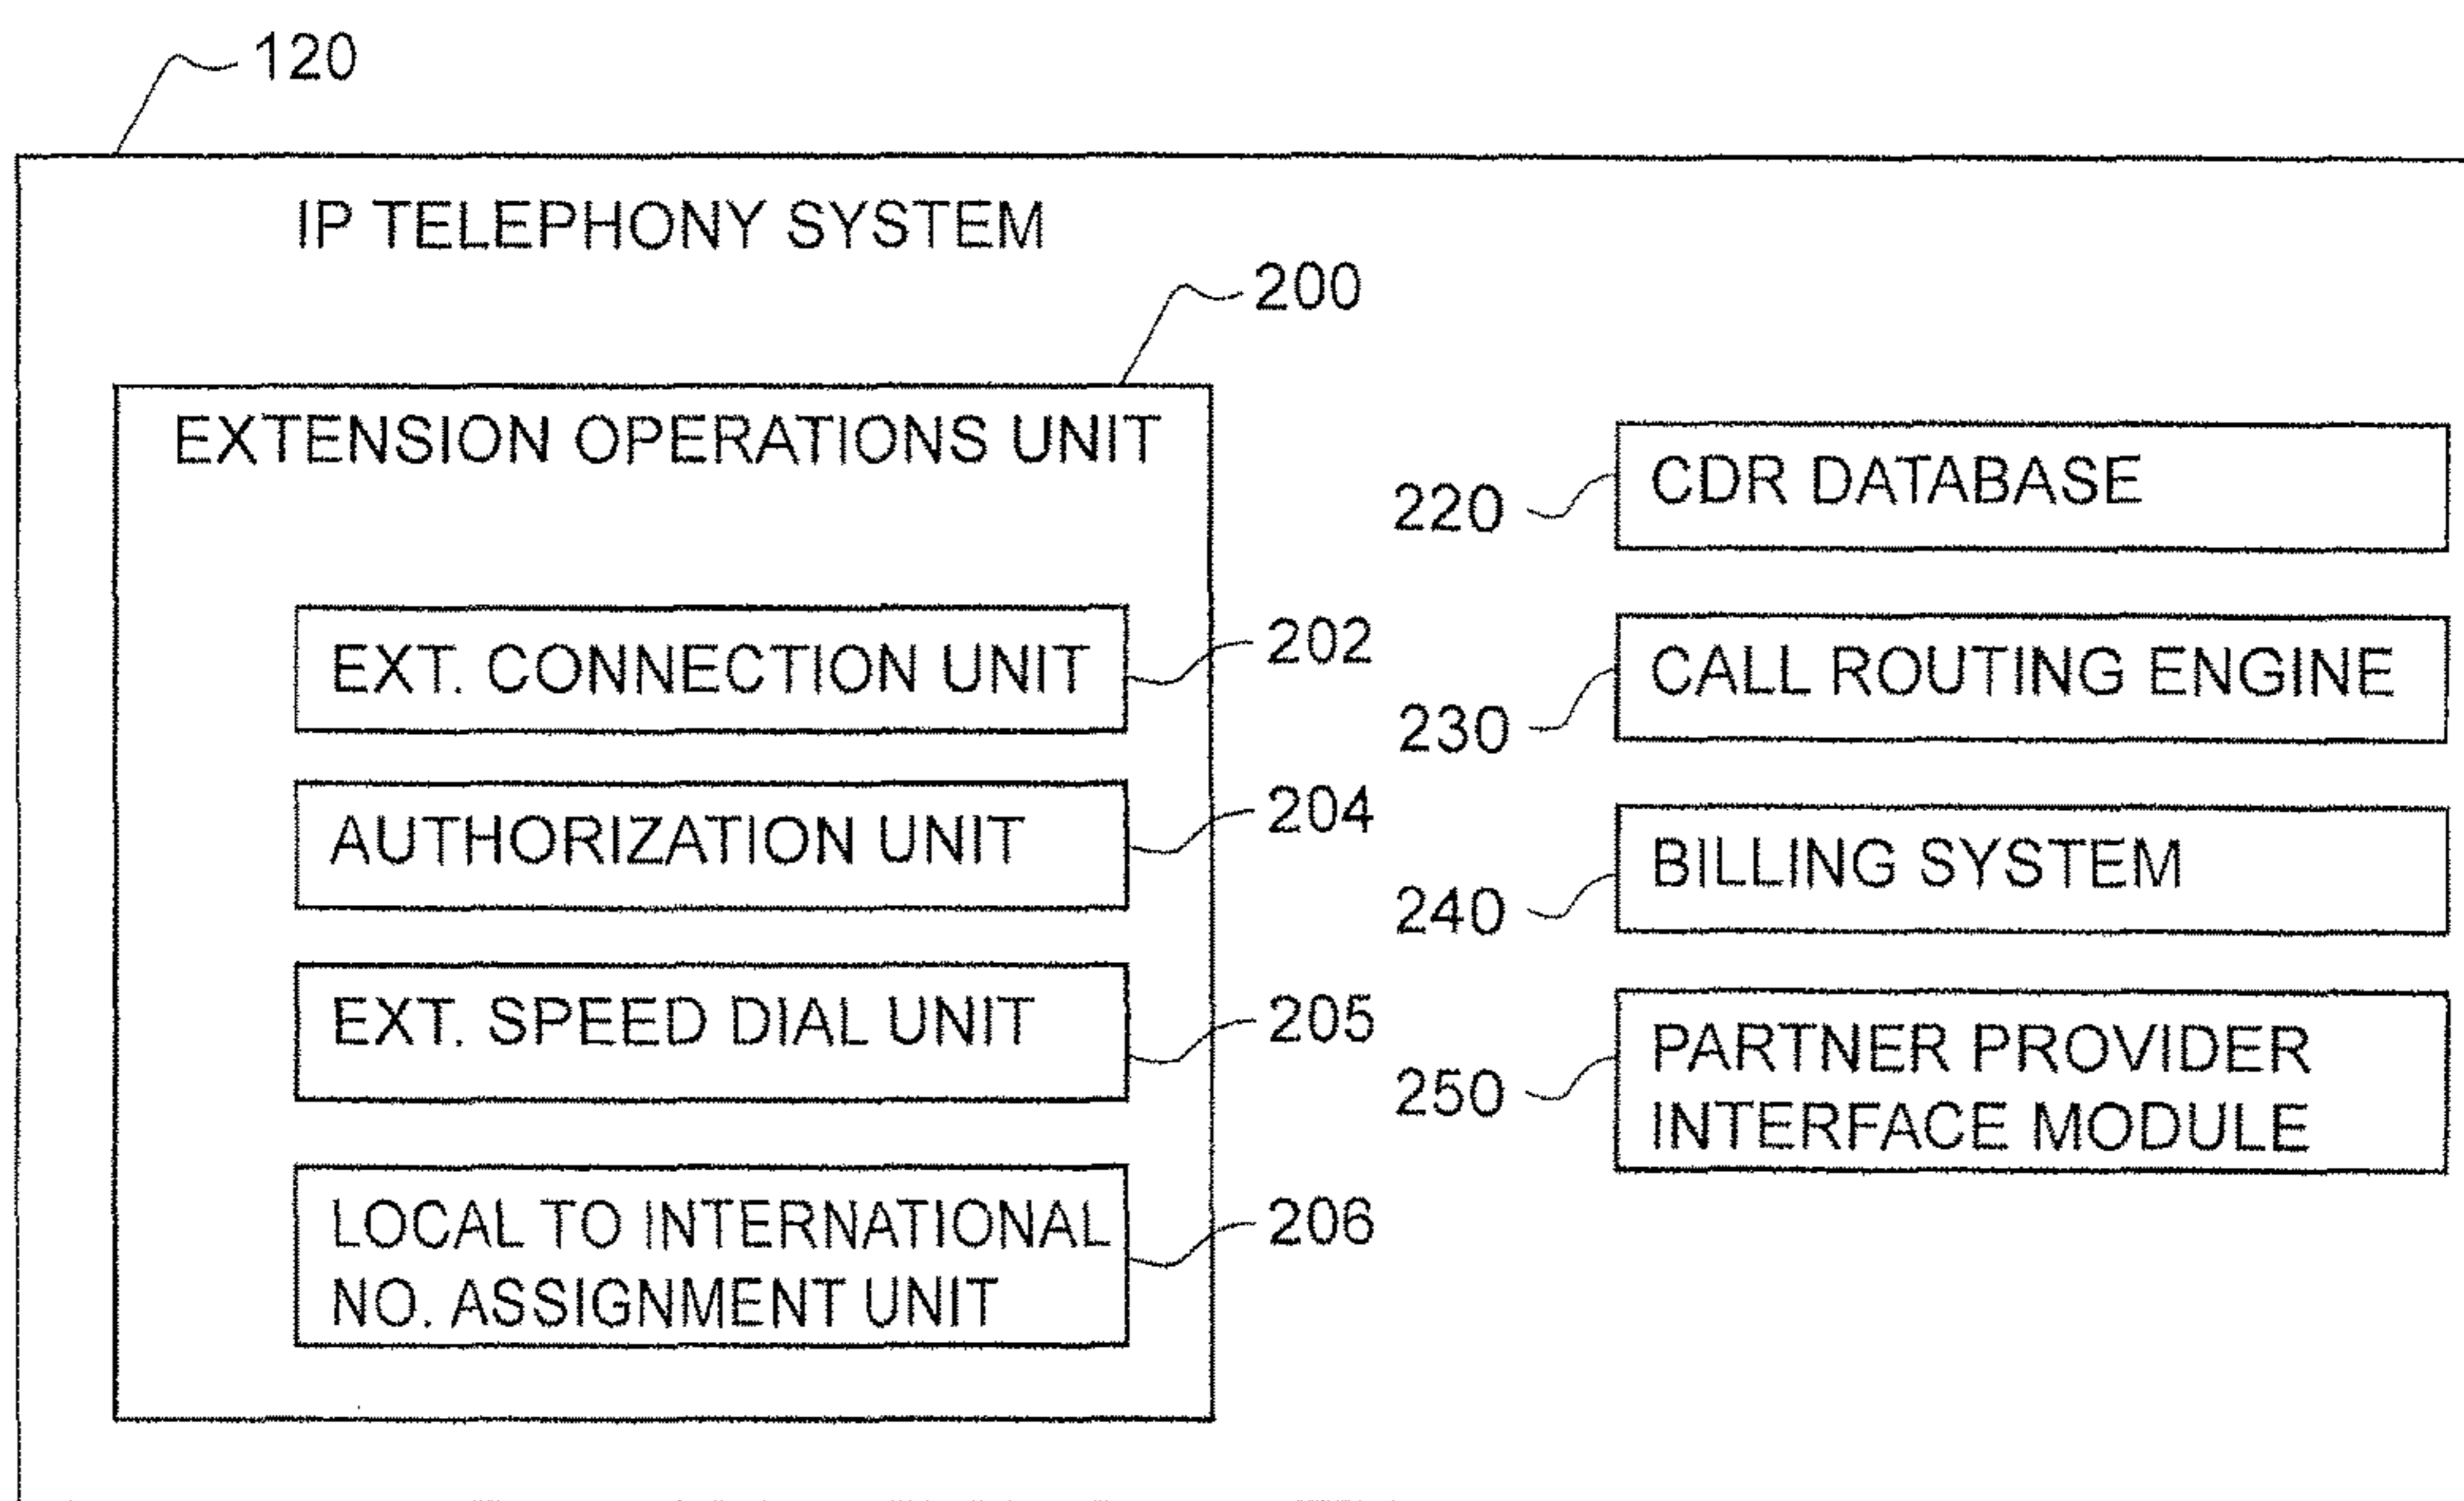 120
IP TELEPHONY SYSTEM
200
EXTENSION OPERATIONS UNIT
EXT. CONNECTION UNIT
202
AUTHORIZATION UNIT
204
EXT. SPEED DIAL UNIT
205
LOCAL TO INTERNATIONAL
NO. ASSIGNMENT UNIT
206
220
CDR DATABASE
230
CALL ROUTING ENGINE
240
BILLING SYSTEM
250
PARTNER PROVIDER
INTERFACE MODULE